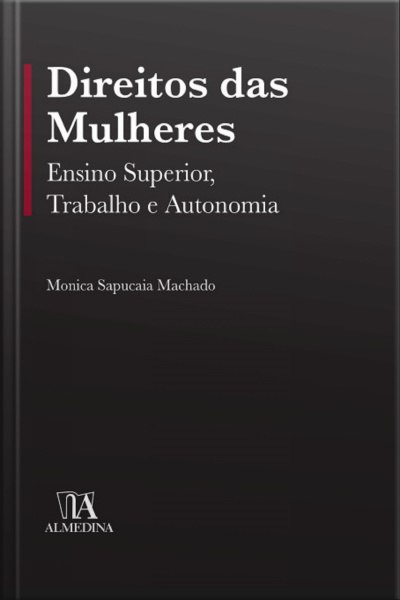 Direitos das
Mulheres
Ensino Superior,
Trabalho e Autonomia
Monica Sapucaia Machado
ALMEDINA